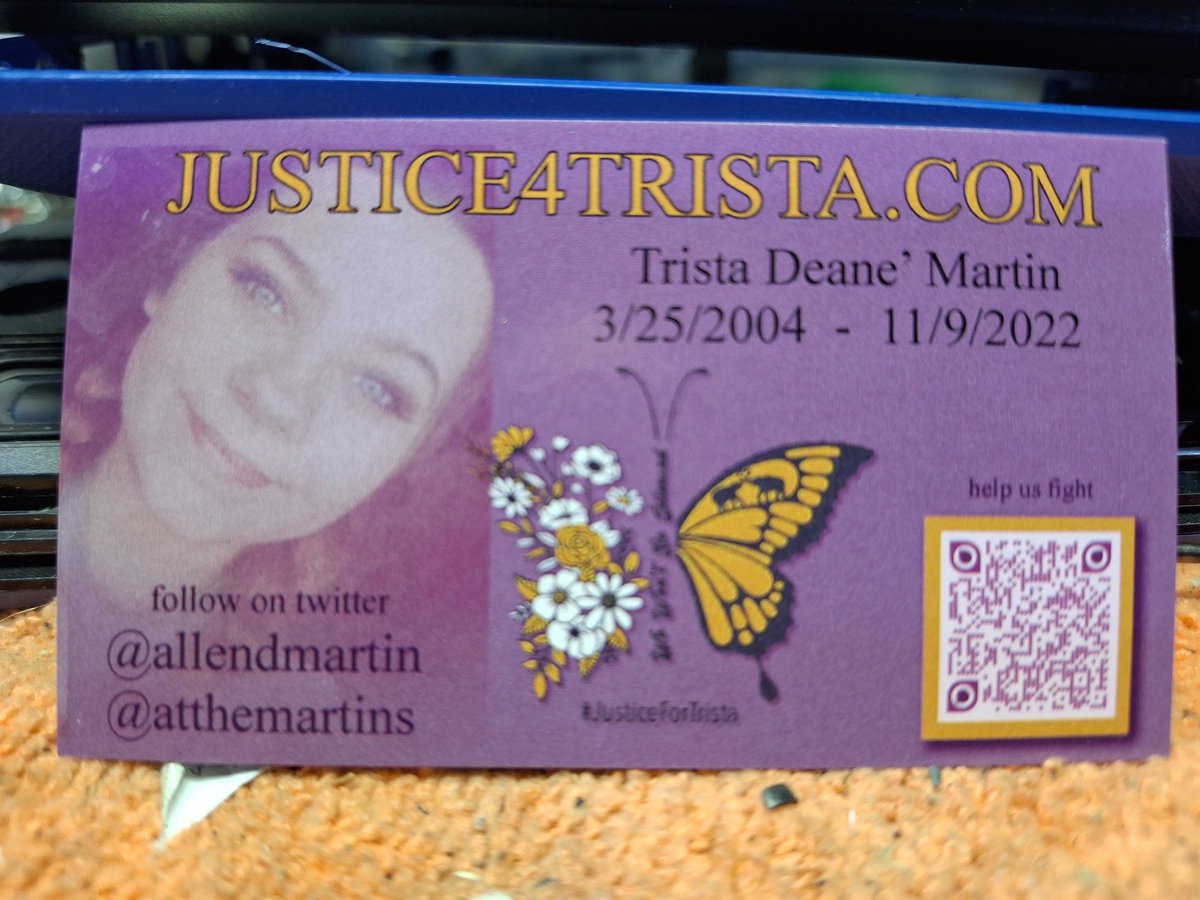 JUSTICE4TRISTA.COM
Trista Deane’ Martin
3/25/2004 - 11/9/2022
help us fight
follow on twitter
@allendmartin
@atthemartins
#JusticeForTrista